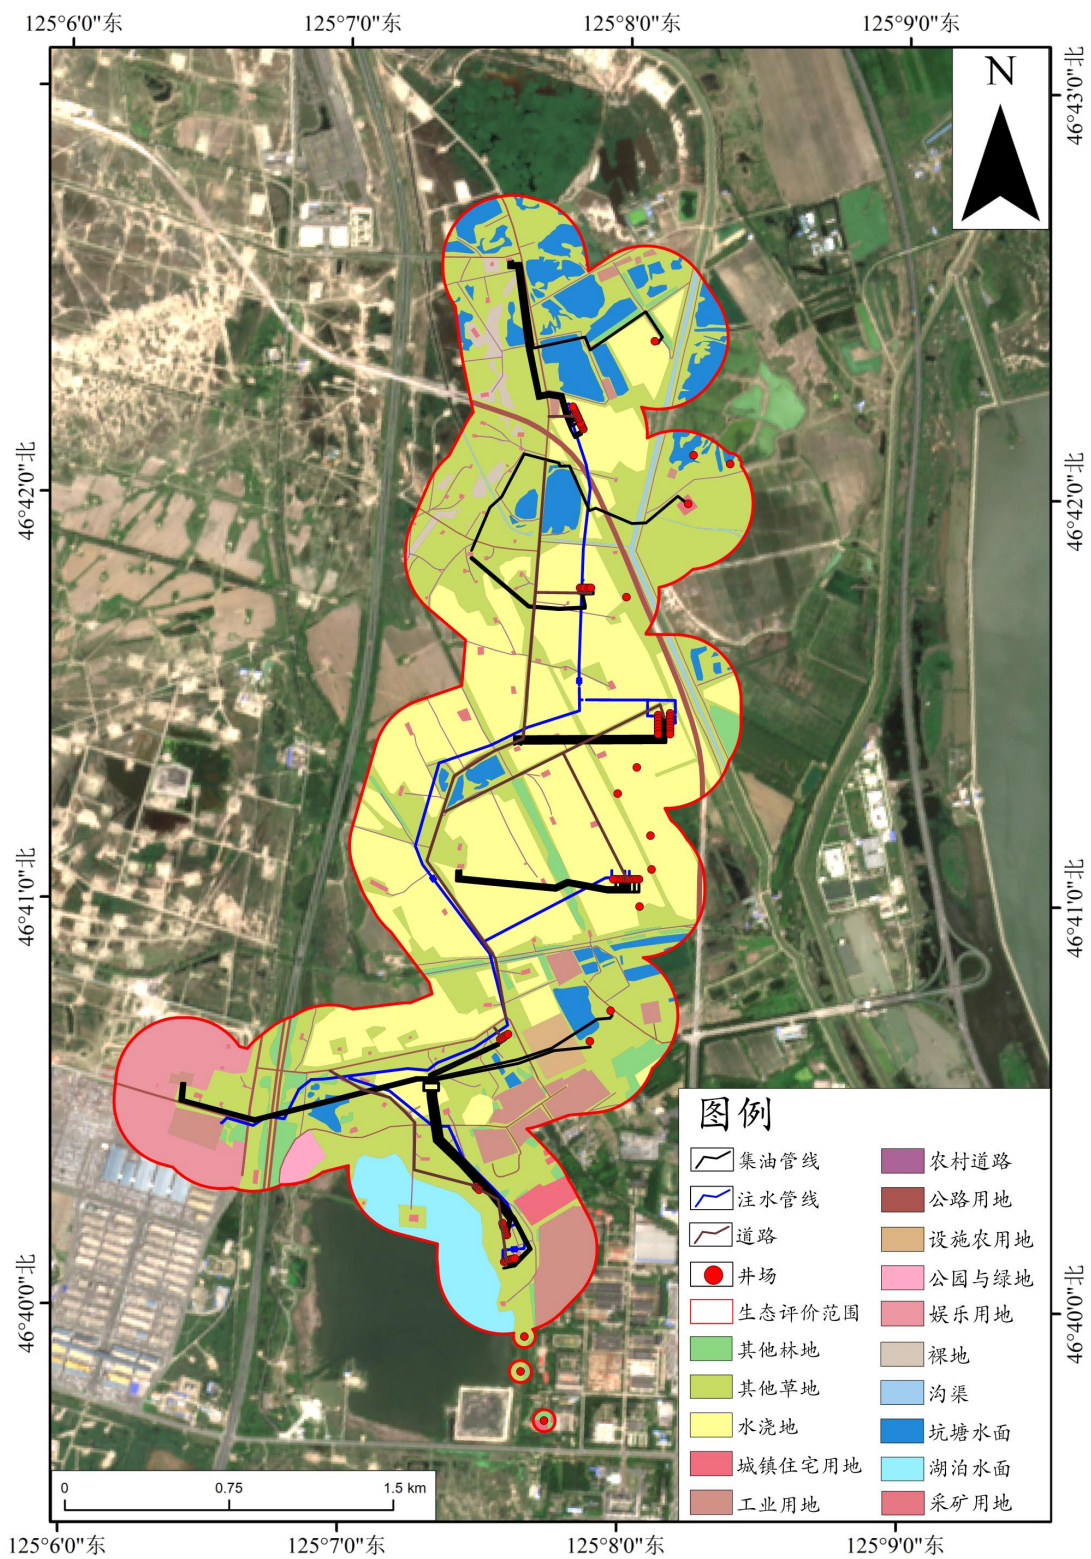 125°6'0"东 125°7'0"东 125°8'0"东 125°9'0"东
N
46°43'0"北
46°42'0"北 46°42'0"北
46°41'0"北 46°41'0"北
46°40'0"北 46°40'0"北
图例
集油管线
注水管线
道路
井场
生态评价范围
其他林地
其他草地
水浇地
城镇住宅用地
工业用地
农村道路
公路用地
设施农用地
公园与绿地
娱乐用地
裸地
沟渠
坑塘水面
湖泊水面
采矿用地
0 0.75 1.5 km
125°6'0"东 125°7'0"东 125°8'0"东 125°9'0"东